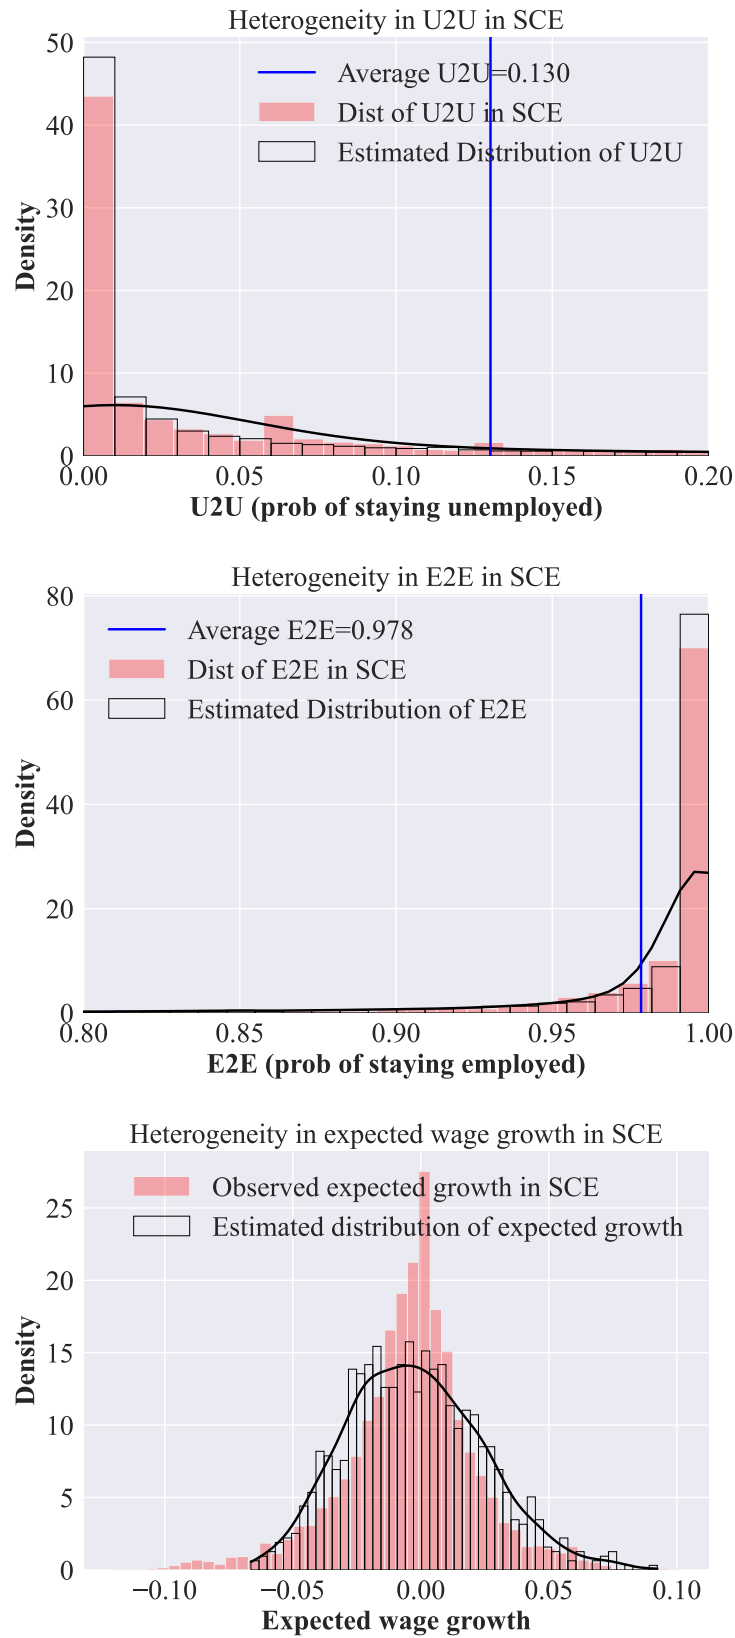 Heterogeneity in U2U in SCE
50
40
30
20
10
0
Density
Average U2U=0.130
Dist of U2U in SCE
Estimated Distribution of U2U
0.00 0.05 0.10 0.15 0.20
U2U (prob of staying unemployed)
Heterogeneity in E2E in SCE
80
60
40
20
0
Density
Average E2E=0.978
Dist of E2E in SCE
Estimated Distribution of E2E
0.80 0.85 0.90 0.95 1.00
E2E (prob of staying employed)
Heterogeneity in expected wage growth in SCE
25
20
15
10
5
0
Density
Observed expected growth in SCE
Estimated distribution of expected growth
−0.10 −0.05 0.00 0.05 0.10
Expected wage growth